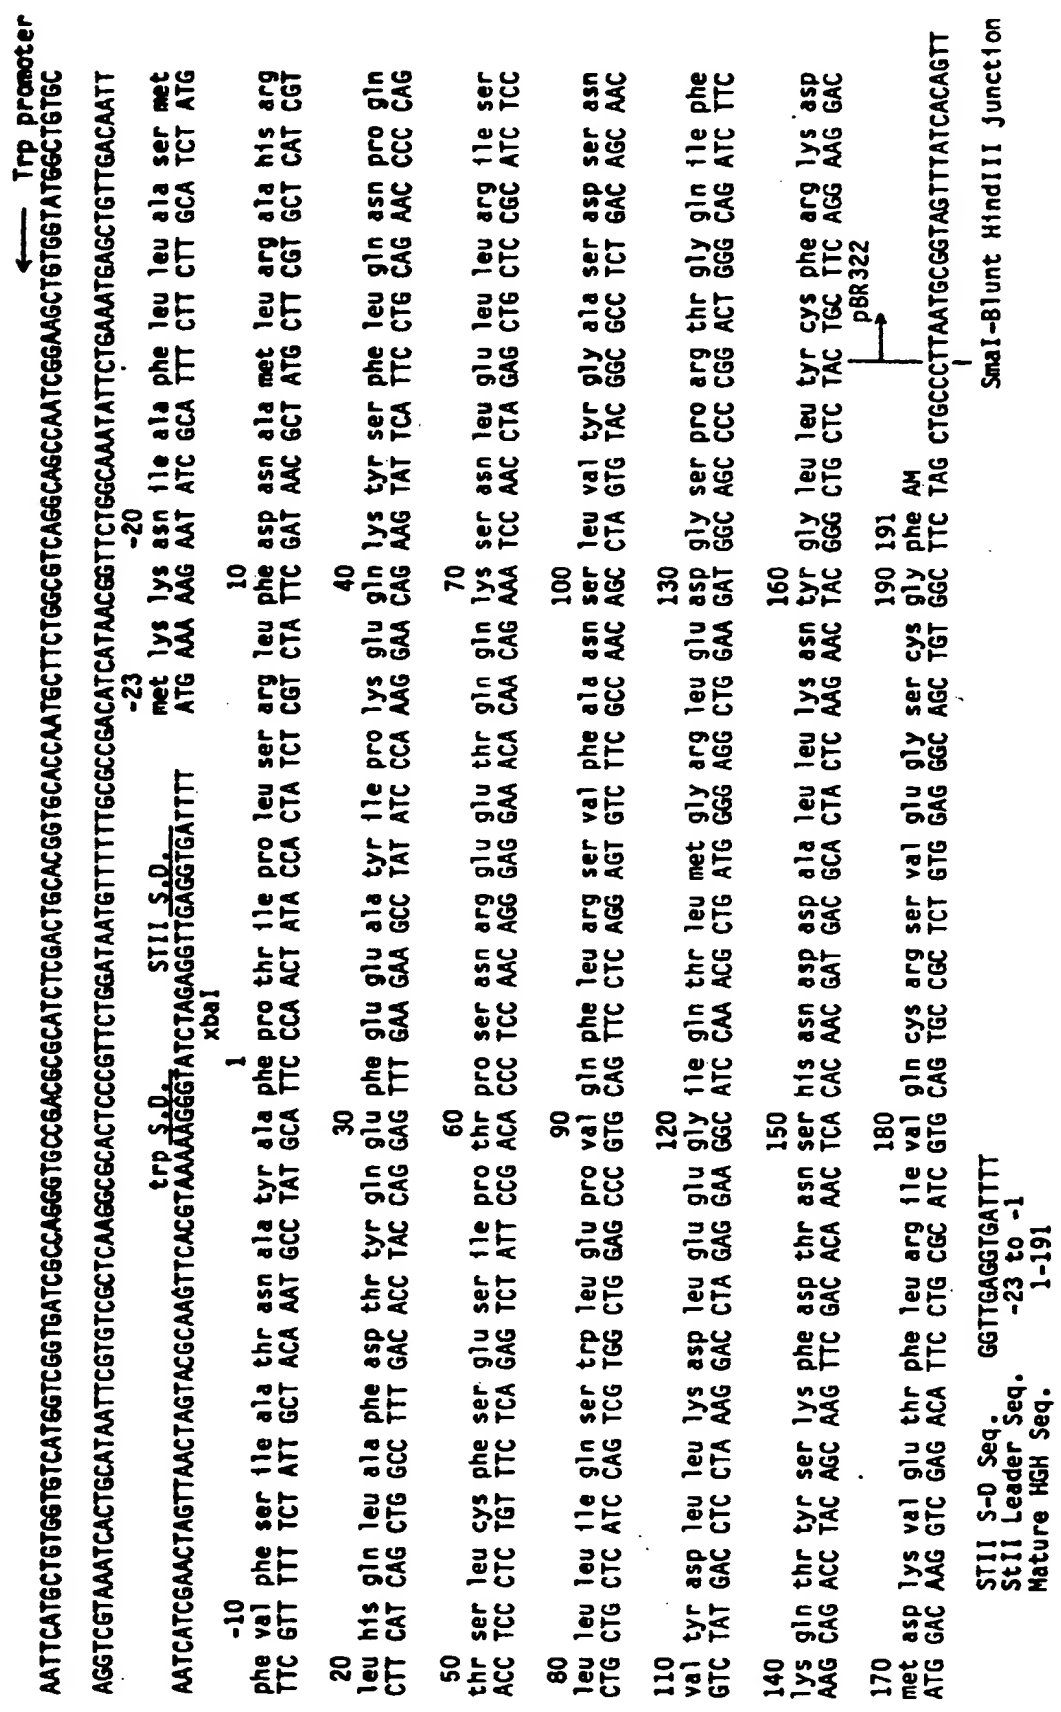 ← Trp promoter
AATTCATGCTGTGGTGTCATGGTCGGTGATCGCCAGGGTGCCGACGCGCATCTCGACTGCACGGTGCACCAATGCTTCTGGCGTCAGGCAGCCAATCGGAAGCTGTGGTATGGCTGTGC
AGGTCGTAAATCACTGCATAATTCGTGTCGCTCAAGGCGCACTCCCGTTCTGGATAATGTTTTTTGCGCCGACATCATAACGGTTCTGGCAAATATTCTGAAATGAGCTGTTGACAATT
trp S.D. STII S.D. -23 -20
met lys lys asn ile ala phe leu leu ala ser met
AATCATCGAACTAGTTAACTAGTACGCAAGTTCACGTAAAAAGGGTATCTAGAGGTTGAGGTGATTTT ATG AAA AAG AAT ATC GCA TTT CTT CTT GCA TCT ATG
xbaI
-10 1 10
phe val phe ser ile ala thr asn ala tyr ala phe pro thr ile pro leu ser arg leu phe asp asn ala met leu arg ala his arg
TTC GTT TTT TCT ATT GCT ACA AAT GCC TAT GCA TTC CCA ACT ATA CCA CTA TCT CGT CTA TTC GAT AAC GCT ATG CTT CGT GCT CAT CGT
20 30 40
leu his gln leu ala phe asp thr tyr gln glu phe glu glu ala tyr ile pro lys glu gln lys tyr ser phe leu gln asn pro gln
CTT CAT CAG CTG GCC TTT GAC ACC TAC CAG GAG TTT GAA GAA GCC TAT ATC CCA AAG GAA CAG AAG TAT TCA TTC CTG CAG AAC CCC CAG
50 60 70
thr ser leu cys phe ser glu ser ile pro thr pro ser asn arg glu glu thr gln gln lys ser asn leu glu leu leu arg ile ser
ACC TCC CTC TGT TTC TCA GAG TCT ATT CCG ACA CCC TCC AAC AGG GAG GAA ACA CAA CAG AAA TCC AAC CTA GAG CTG CTC CGC ATC TCC
80 90 100
leu leu leu ile gln ser trp leu glu pro val gln phe leu arg ser val phe ala asn ser leu val tyr gly ala ser asp ser asn
CTG CTG CTC ATC CAG TCG TGG CTG GAG CCC GTG CAG TTC CTC AGG AGT GTC TTC GCC AAC AGC CTA GTG TAC GGC GCC TCT GAC AGC AAC
110 120 130
val tyr asp leu leu lys asp leu glu glu gly ile gln thr leu met gly arg leu glu asp gly ser pro arg thr gly gln ile phe
GTC TAT GAC CTC CTA AAG GAC CTA GAG GAA GGC ATC CAA ACG CTG ATG GGG AGG CTG GAA GAT GGC AGC CCC CGG ACT GGG CAG ATC TTC
140 150 160
lys gln thr tyr ser lys phe asp thr asn ser his asn asp asp ala leu leu lys asn tyr gly leu leu tyr cys phe arg lys asp
AAG CAG ACC TAC AGC AAG TTC GAC ACA AAC TCA CAC AAC GAT GAC GCA CTA CTC AAG AAC TAC GGG CTG CTC TAC TGC TTC AGG AAG GAC
pBR322
170 180 190 191
met asp lys val glu thr phe leu arg ile val gln cys arg ser val glu gly ser cys gly phe AM
ATG GAC AAG GTC GAG ACA TTC CTG CGC ATC GTG CAG TGC CGC TCT GTG GAG GGC AGC TGT GGC TTC TAG CTGCCCTTAATGCGGTAGTTTATCACAGTT
SmaI-Blunt HindIII junction
STII S-D Seq. GGTTGAGGTGATTTT
StII Leader Seq. -23 to -1
Mature HGH Seq. 1-191